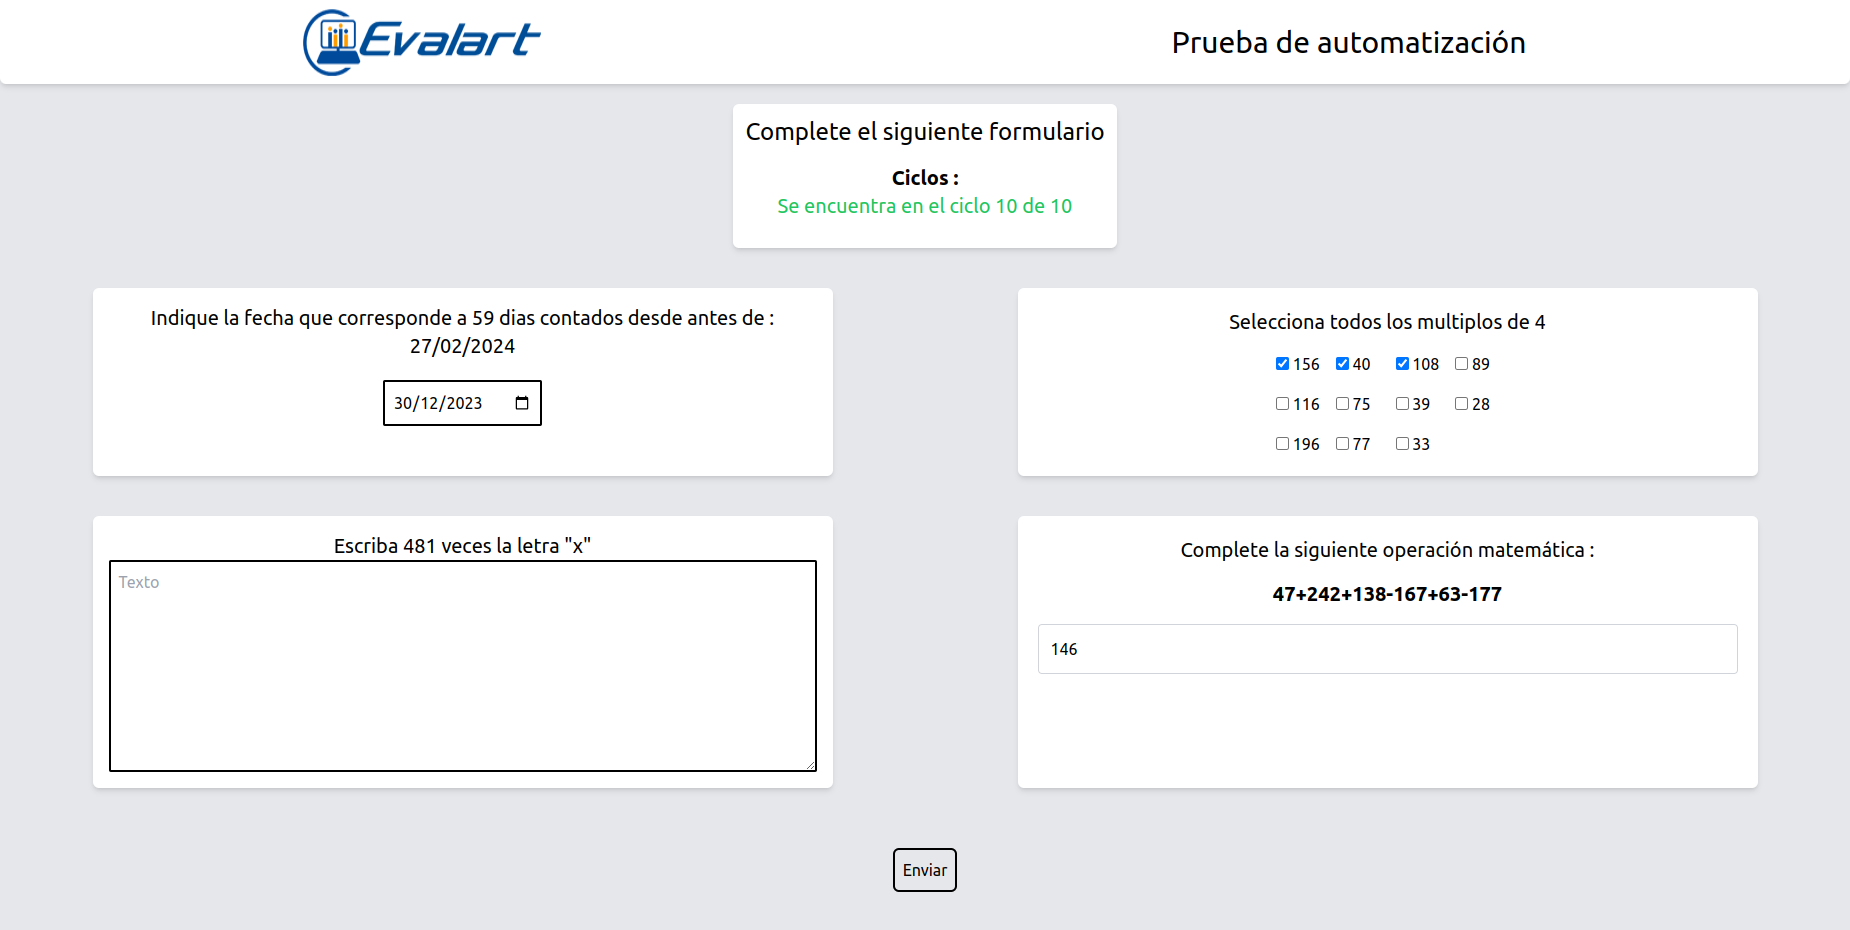 Evalart
Prueba de automatización
Complete el siguiente formulario
Ciclos :
Se encuentra en el ciclo 10 de 10
Indique la fecha que corresponde a 59 dias contados desde antes de :
27/02/2024
30/12/2023
Selecciona todos los multiplos de 4
156 40 108 89
116 75 39 28
196 77 33
Escriba 481 veces la letra "x"
Texto
Complete la siguiente operación matemática :
47+242+138-167+63-177
146
Enviar